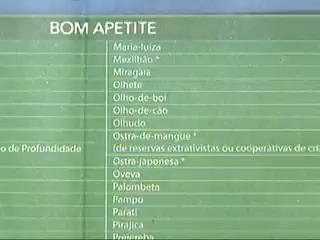 BOM APETITE
Maria-luiza
Mexilhão *
Miragaia
Olhete
Olho-de-boi
Olho-de-cão
Olhudo
Ostra-de-mangue *
o de Profundidade
(de reservas extrativistas ou cooperativas de cri
Ostra-japonesa *
Oveva
Palombeta
Pampo
Parati
Pirajica
Prejereba